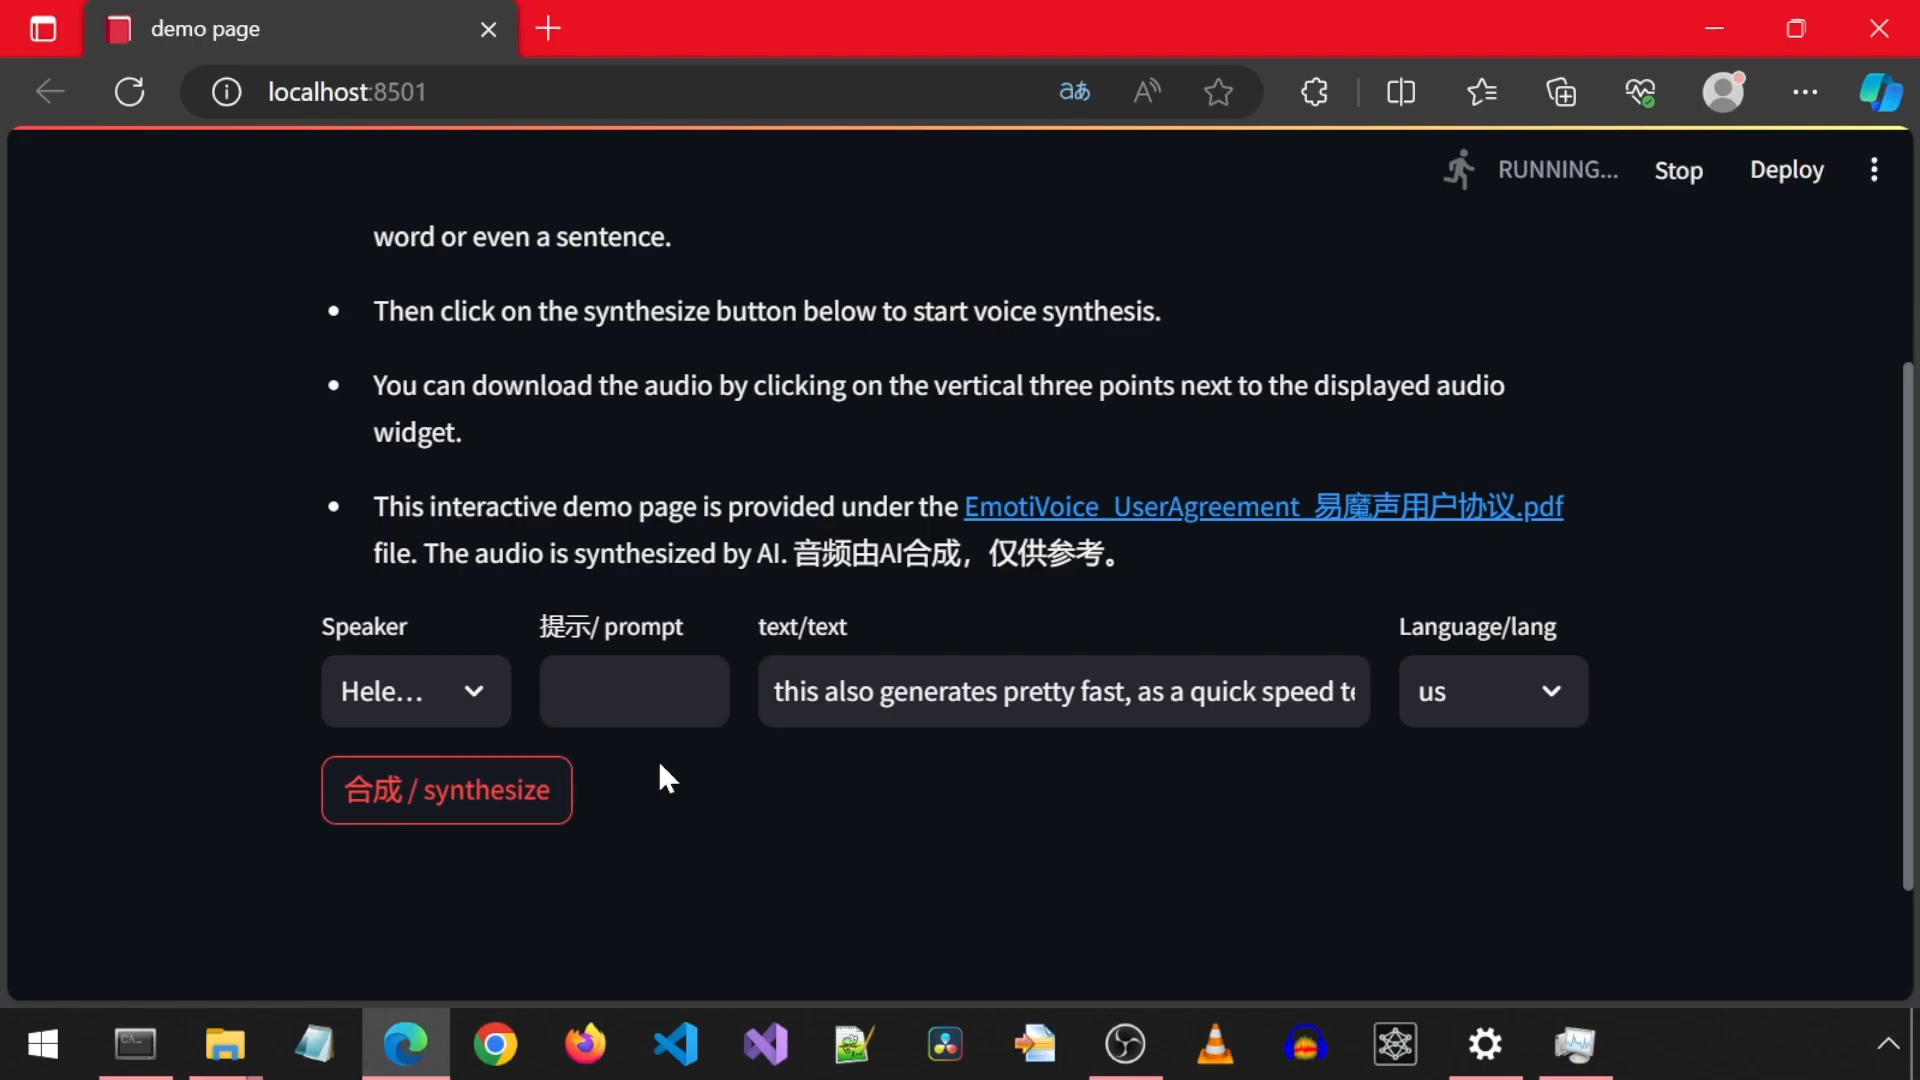 demo page
localhost:8501
RUNNING...
Stop
Deploy
word or even a sentence.
Then click on the synthesize button below to start voice synthesis.
You can download the audio by clicking on the vertical three points next to the displayed audio
widget.
This interactive demo page is provided under the EmotiVoice_UserAgreement_易魔声用户协议.pdf
file. The audio is synthesized by AI. 音频由AI合成，仅供参考。
Speaker
提示/ prompt
text/text
Language/lang
Hele...
this also generates pretty fast, as a quick speed te
us
合成 / synthesize